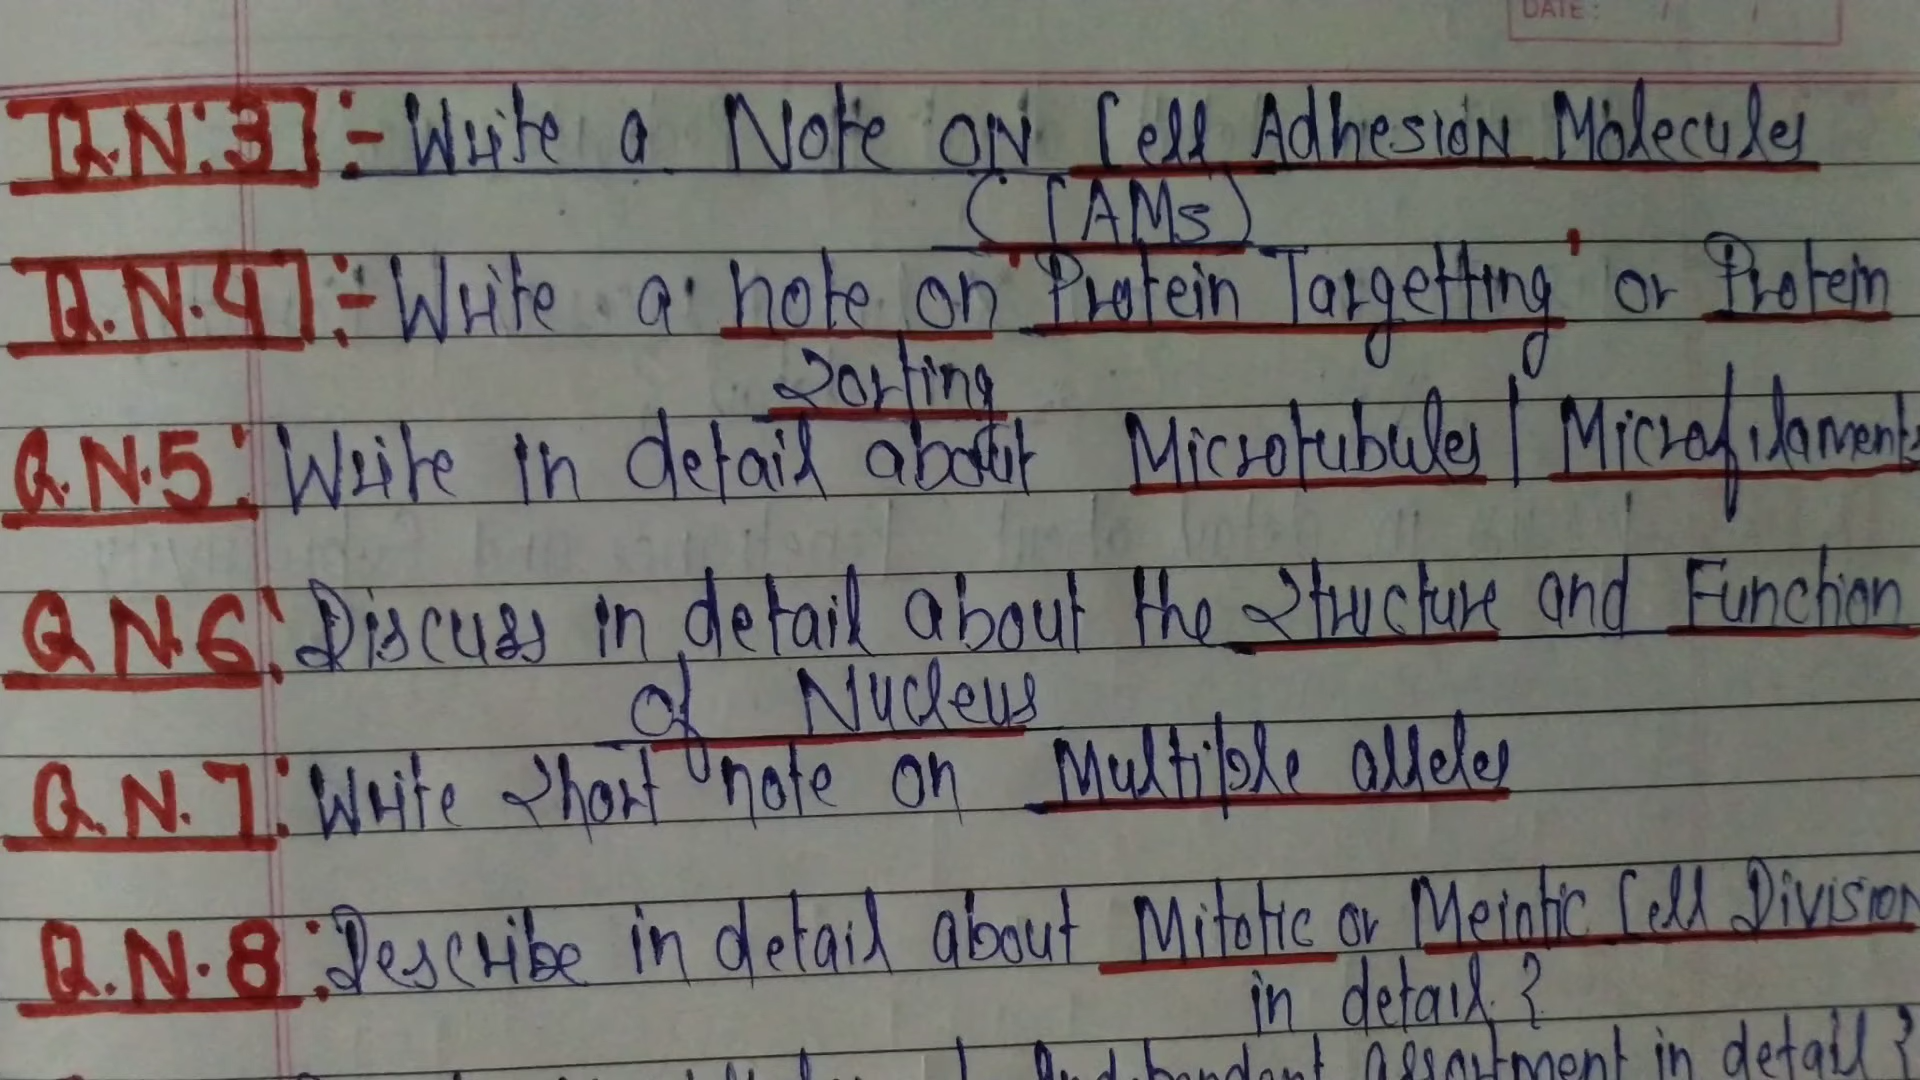 DATE: / /
Q.N.3 :- Write a Note ON Cell Adhesion Molecules
(CAMs)
Q.N.4 :- Write a note on 'Protein Targetting' or Protein
Sorting
Q.N.5: Write in detail about Microtubules | Microfilaments
Q.N.6: Discuss in detail about the Structure and Function
of Nucleus
Q.N.7: Write short note on Multiple alleles
Q.N.8: Describe in detail about Mitotic or Meiotic Cell Division
in detail?
assortment in detail?